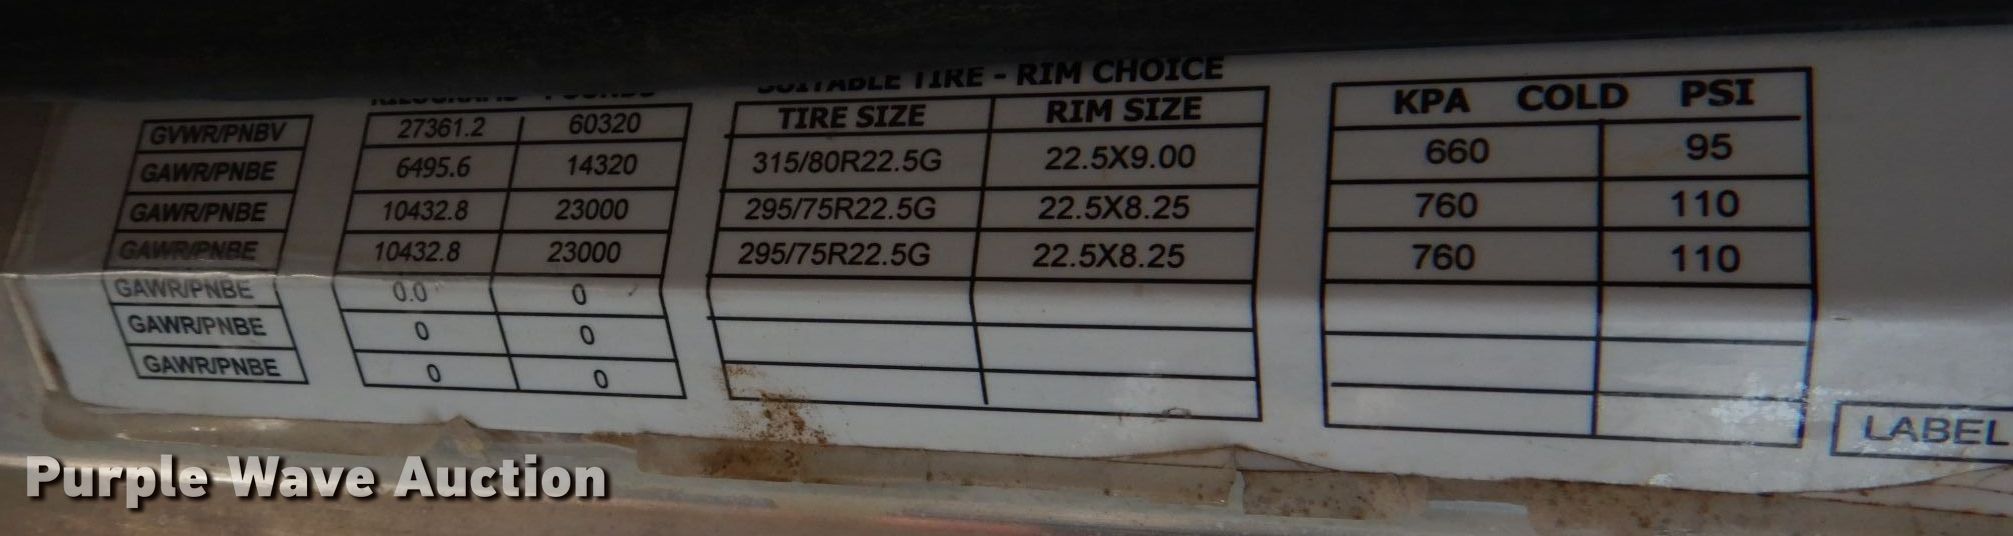 SUITABLE TIRE - RIM CHOICE
KILOGRAMS POUNDS
TIRE SIZE RIM SIZE KPA COLD PSI
GVWR/PNBV 27361.2 60320
GAWR/PNBE 6495.6 14320 315/80R22.5G 22.5X9.00 660 95
GAWR/PNBE 10432.8 23000 295/75R22.5G 22.5X8.25 760 110
GAWR/PNBE 10432.8 23000 295/75R22.5G 22.5X8.25 760 110
GAWR/PNBE 0.0 0
GAWR/PNBE 0 0
GAWR/PNBE 0 0
LABEL
Purple Wave Auction